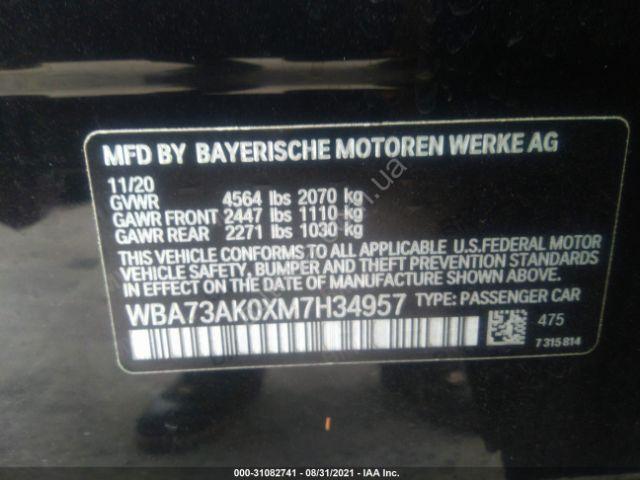 MFD BY BAYERISCHE MOTOREN WERKE AG
11/20
GVWR 4564 lbs 2070 kg
GAWR FRONT 2447 lbs 1110 kg
GAWR REAR 2271 lbs 1030 kg
THIS VEHICLE CONFORMS TO ALL APPLICABLE U.S.FEDERAL MOTOR
VEHICLE SAFETY, BUMPER AND THEFT PREVENTION STANDARDS
IN EFFECT ON THE DATE OF MANUFACTURE SHOWN ABOVE.
WBA73AK0XM7H34957 TYPE: PASSENGER CAR
475
7 315 814
000-31082741 - 08/31/2021 - IAA Inc.